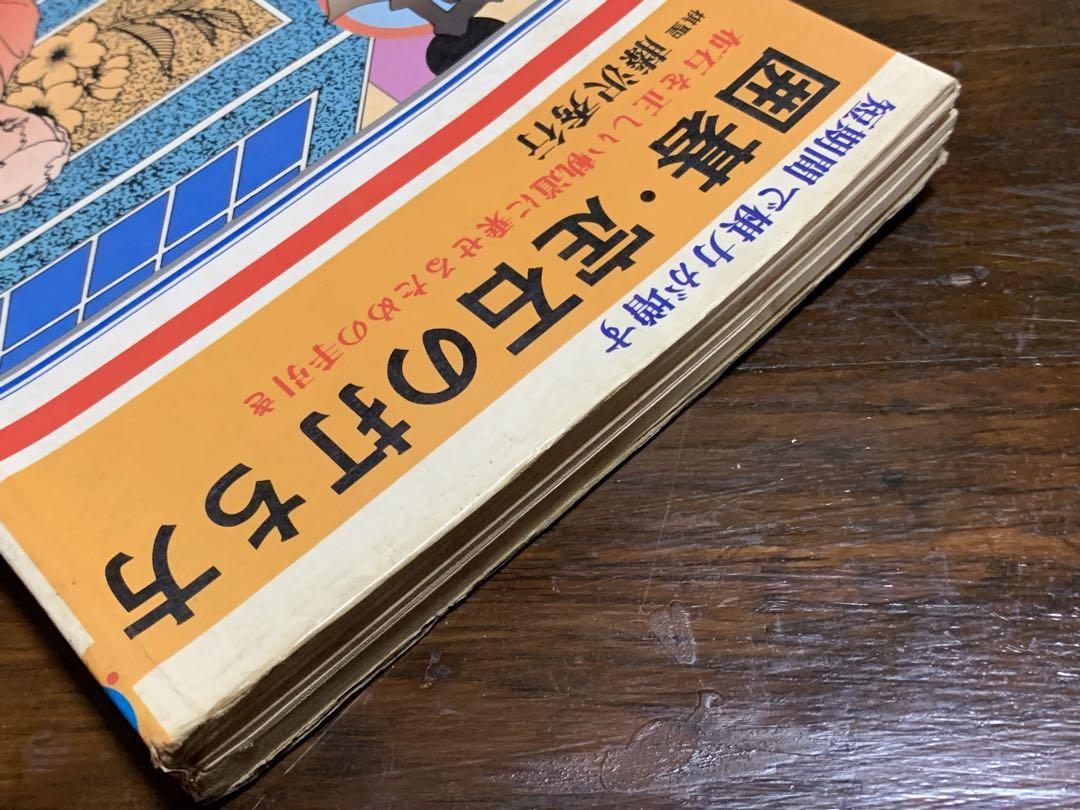 短期間で棋力が増す
囲碁・定石の打ち方
布石を正しい軌道に乗せるための手引き
棋聖 藤沢秀行